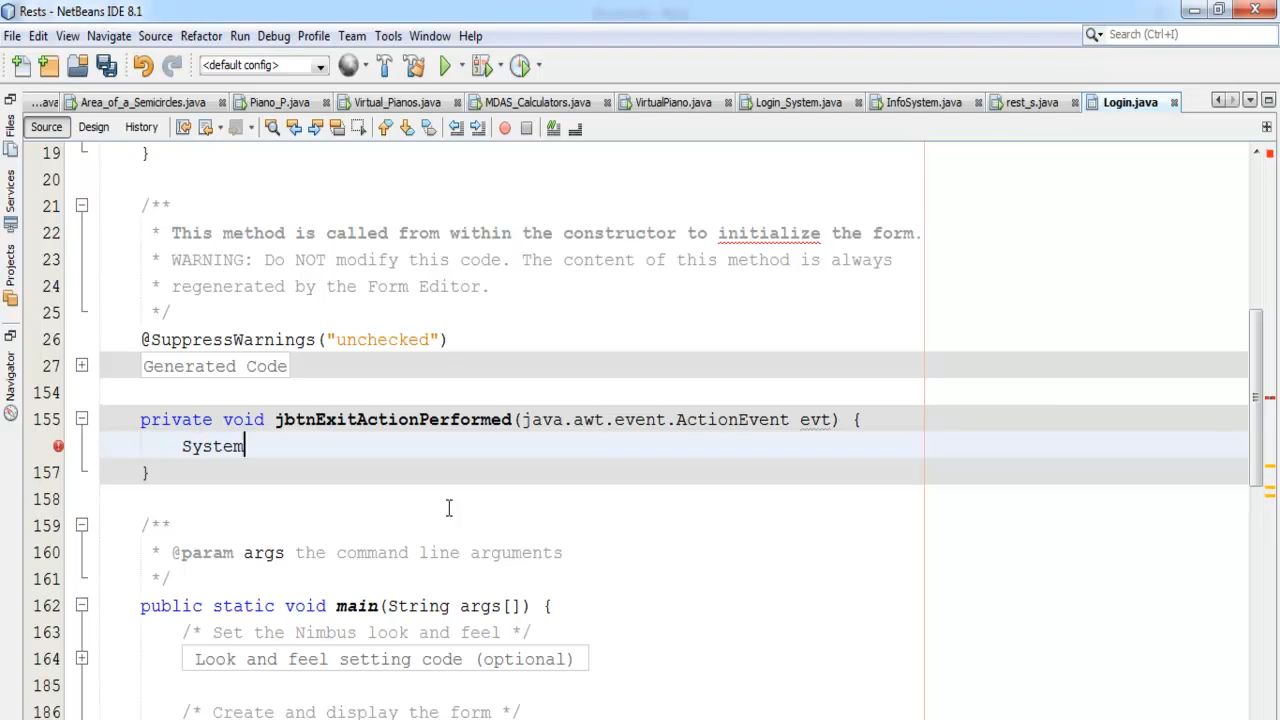 Rests - NetBeans IDE 8.1
File Edit View Navigate Source Refactor Run Debug Profile Team Tools Window Help
Search (Ctrl+I)
<default config>
...ava Area_of_a_Semicircles.java Piano_P.java Virtual_Pianos.java MDAS_Calculators.java VirtualPiano.java Login_System.java InfoSystem.java rest_s.java Login.java
Source Design History
Files
Services
Projects
Navigator
19 }
20
21 /**
22 * This method is called from within the constructor to initialize the form.
23 * WARNING: Do NOT modify this code. The content of this method is always
24 * regenerated by the Form Editor.
25 */
26 @SuppressWarnings("unchecked")
27 Generated Code
154
155 private void jbtnExitActionPerformed(java.awt.event.ActionEvent evt) {
System
157 }
158
159 /**
160 * @param args the command line arguments
161 */
162 public static void main(String args[]) {
163 /* Set the Nimbus look and feel */
164 Look and feel setting code (optional)
185
186 /* Create and display the form */